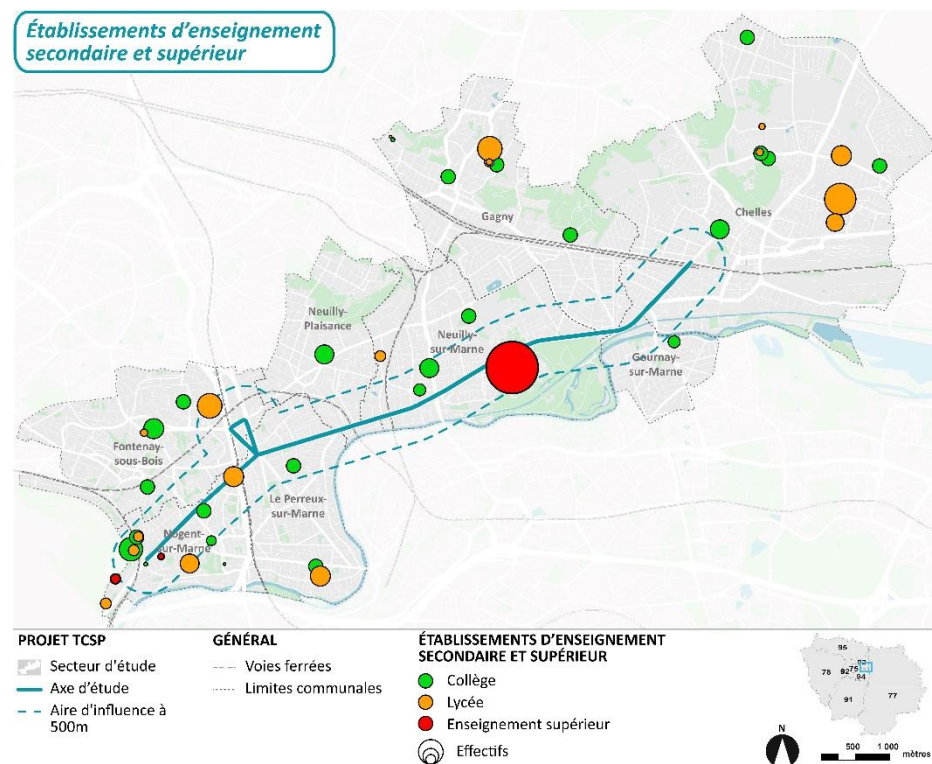 Établissements d’enseignement
secondaire et supérieur
Gagny
Chelles
Neuilly-
Plaisance
Neuilly-
sur-Marne
Gournay-
sur-Marne
Fontenay-
sous-Bois
Le Perreux-
sur-Marne
Nogent-
sur-Marne
PROJET TCSP
Secteur d’étude
Axe d’étude
Aire d’influence à
500m
GÉNÉRAL
Voies ferrées
Limites communales
ÉTABLISSEMENTS D’ENSEIGNEMENT
SECONDAIRE ET SUPÉRIEUR
Collège
Lycée
Enseignement supérieur
Effectifs
95
78
92
75
93
94
91
77
N
500
1 000
mètres